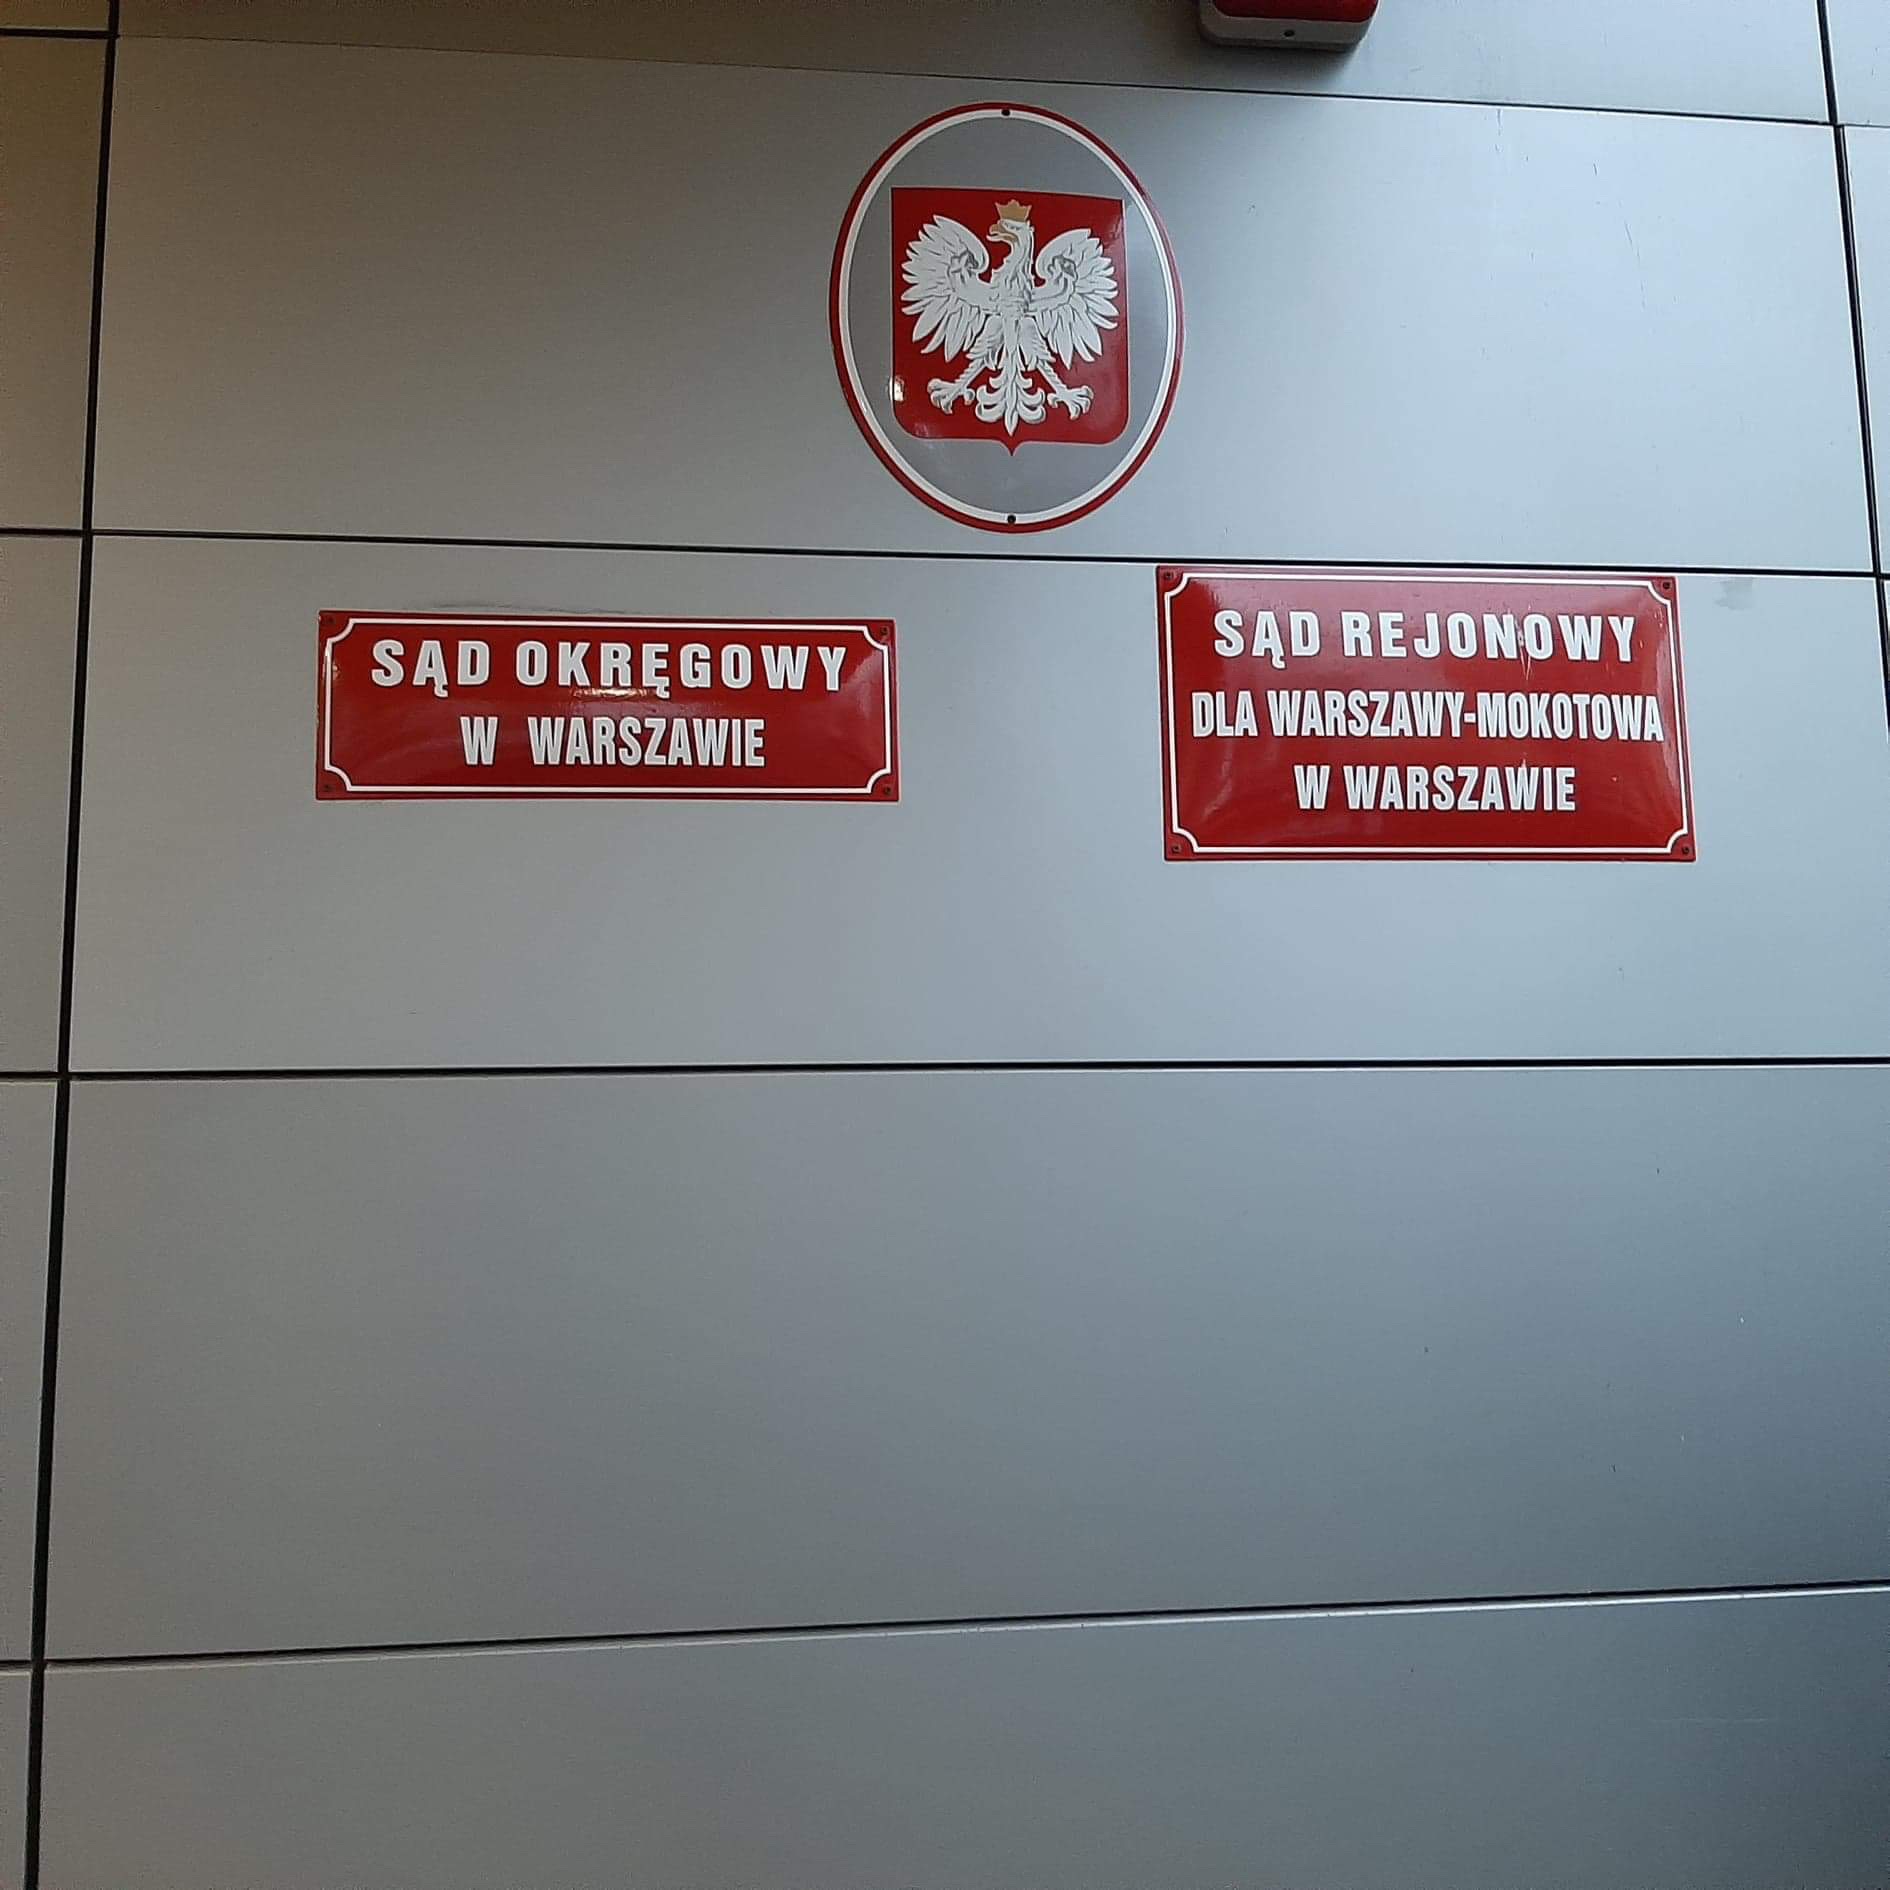 SĄD OKRĘGOWY
W WARSZAWIE
SĄD REJONOWY
DLA WARSZAWY-MOKOTOWA
W WARSZAWIE